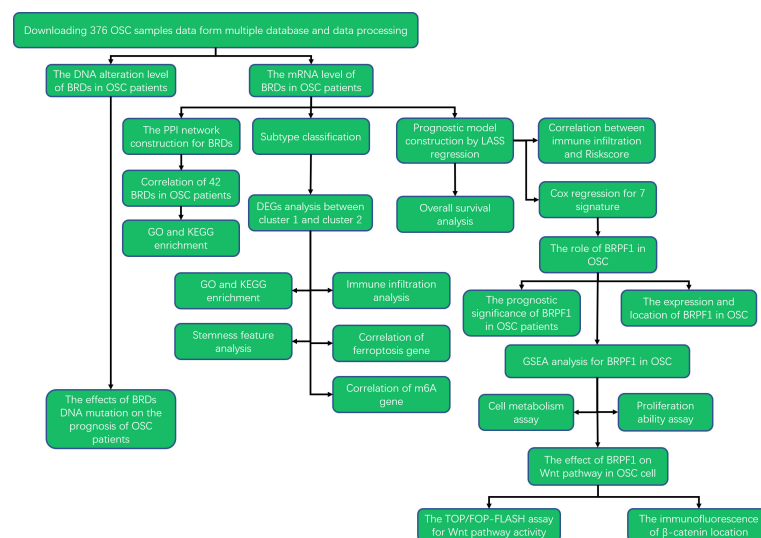 Downloading 376 OSC samples data form multiple database and data processing
The DNA alteration level
of BRDs in OSC patients
The mRNA level of
BRDs in OSC patients
The PPI network
construction for BRDs
Subtype classification
Prognostic model
construction by LASS
regression
Correlation between
immune infiltration
and Riskscore
Correlation of 42
BRDs in OSC patients
GO and KEGG
enrichment
DEGs analysis between
cluster 1 and cluster 2
Overall survival
analysis
Cox regression for 7
signature
The role of BRPF1 in
OSC
GO and KEGG
enrichment
Immune infiltration
analysis
The prognostic
significance of BRPF1
in OSC patients
The expression and
location of BRPF1 in OSC
Stemness feature
analysis
Correlation of
ferroptosis gene
GSEA analysis for BRPF1 in OSC
Correlation of m6A
gene
The effects of BRDs
DNA mutation on the
prognosis of OSC
patients
Cell metabolism
assay
Proliferation
ability assay
The effect of BRPF1 on
Wnt pathway in OSC cell
The TOP/FOP-FLASH assay
for Wnt pathway activity
The immunofluorescence
of β-catenin location